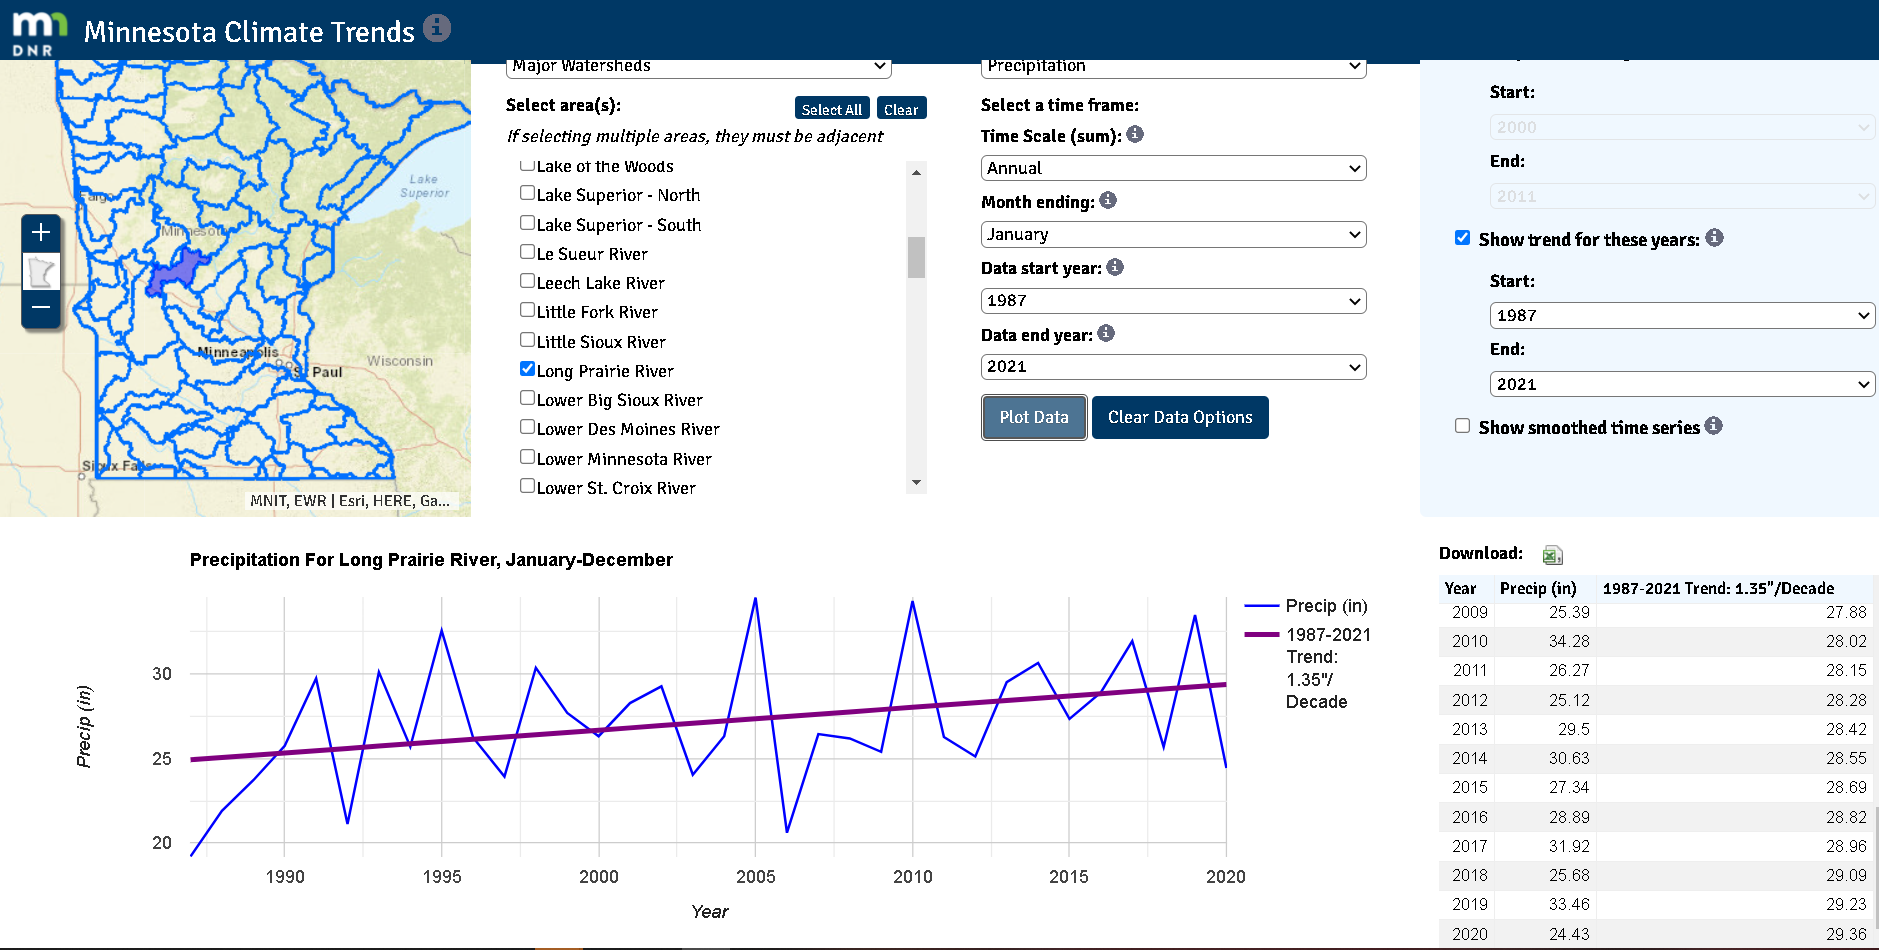 DNR
Minnesota Climate Trends
Major Watersheds
Select area(s):
Select All
Clear
If selecting multiple areas, they must be adjacent
Lake of the Woods
Lake Superior - North
Lake Superior - South
Le Sueur River
Leech Lake River
Little Fork River
Little Sioux River
Long Prairie River
Lower Big Sioux River
Lower Des Moines River
Lower Minnesota River
Lower St. Croix River
Lake
Superior
Fargo
Minnesota
Minneapolis
St Paul
Wisconsin
Sioux Falls
MNIT, EWR | Esri, HERE, Ga...
Precipitation
Select a time frame:
Time Scale (sum):
Annual
Month ending:
January
Data start year:
1987
Data end year:
2021
Plot Data
Clear Data Options
Start:
2000
End:
2011
Show trend for these years:
Start:
1987
End:
2021
Show smoothed time series
Precipitation For Long Prairie River, January-December
Precip (in)
30
25
20
1990
1995
2000
2005
2010
2015
2020
Year
Precip (in)
1987-2021
Trend:
1.35"/
Decade
Download:
Year Precip (in) 1987-2021 Trend: 1.35"/Decade
2009 25.39 27.88
2010 34.28 28.02
2011 26.27 28.15
2012 25.12 28.28
2013 29.5 28.42
2014 30.63 28.55
2015 27.34 28.69
2016 28.89 28.82
2017 31.92 28.96
2018 25.68 29.09
2019 33.46 29.23
2020 24.43 29.36